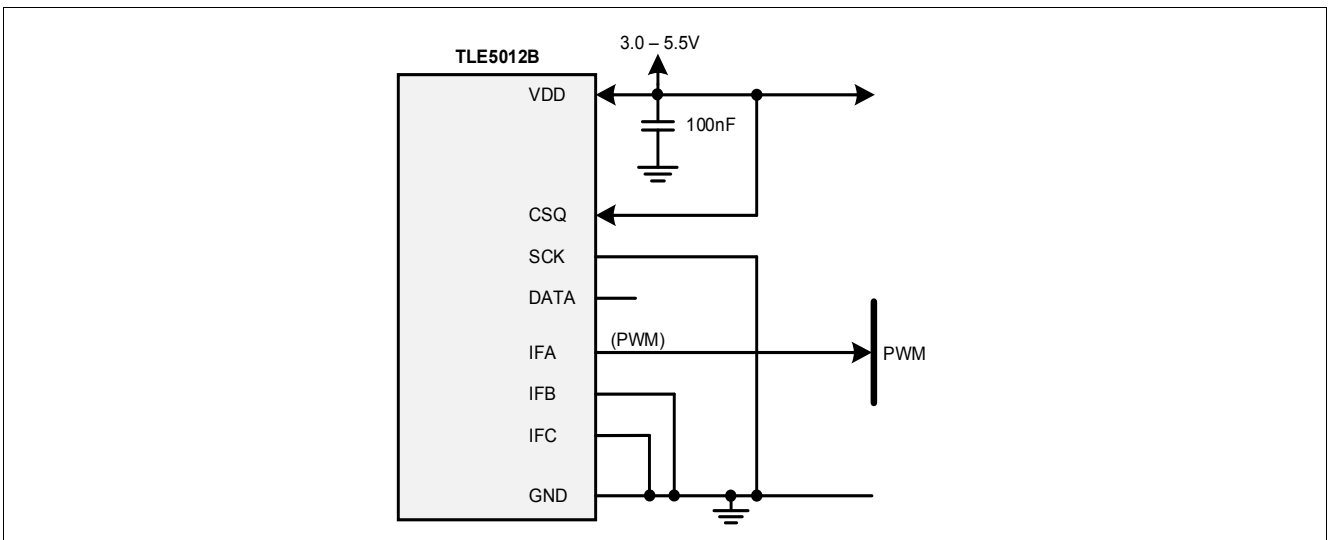 3.0 – 5.5V
TLE5012B
VDD
100nF
CSQ
SCK
DATA
IFA
(PWM)
PWM
IFB
IFC
GND